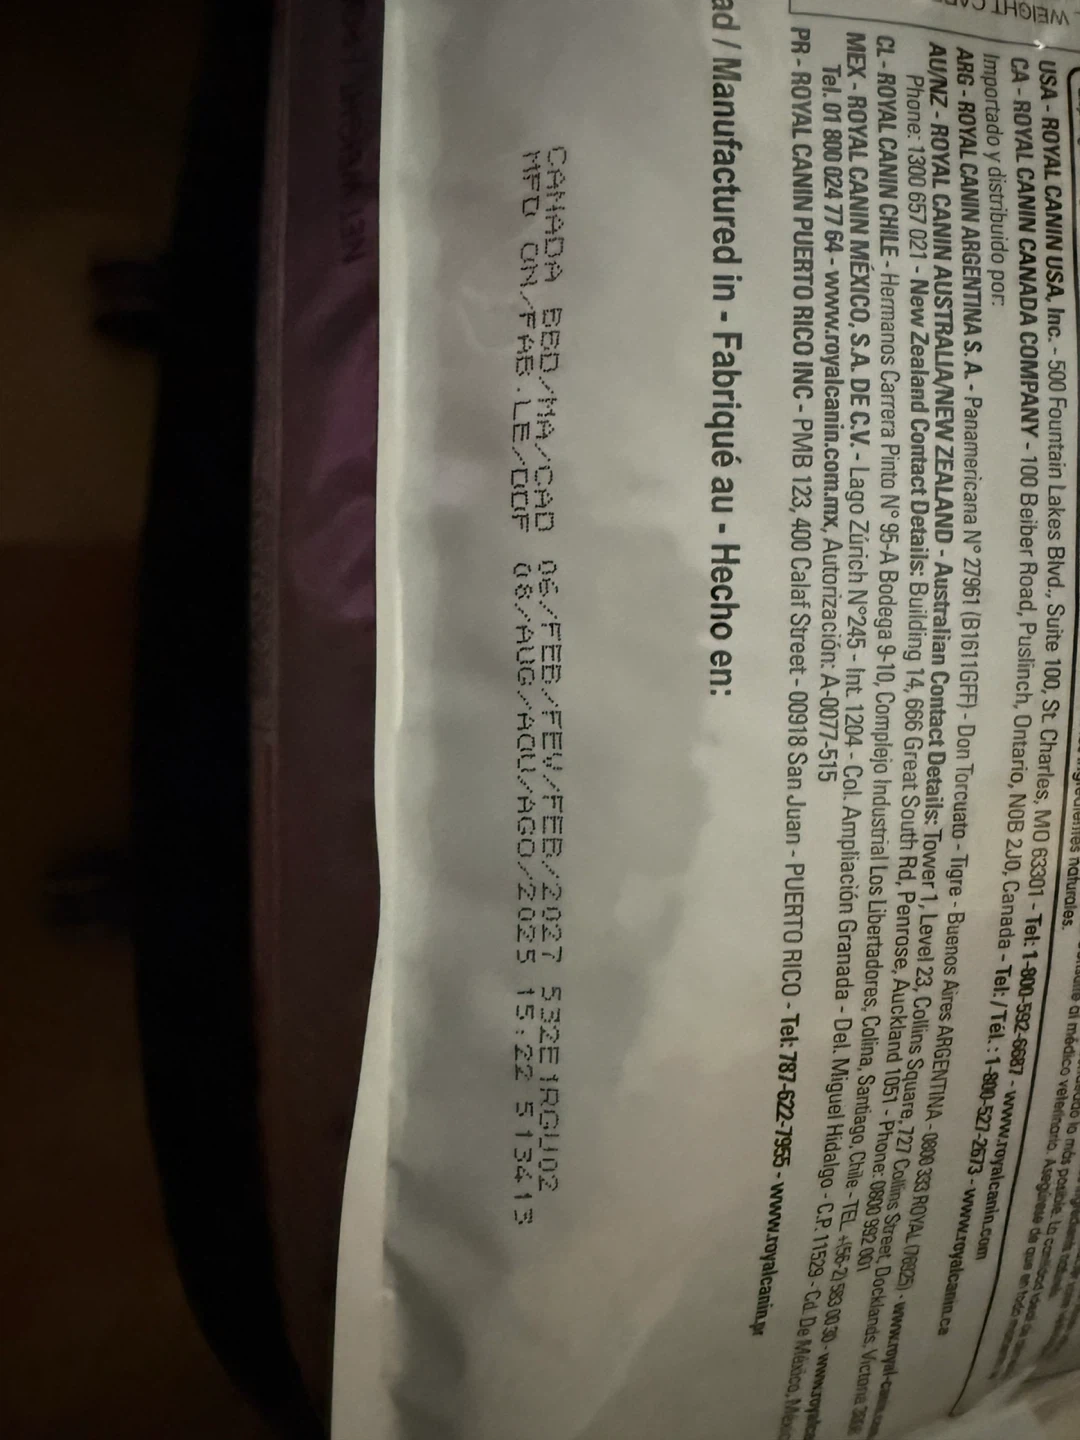 USA - ROYAL CANIN USA, Inc. - 500 Fountain Lakes Blvd., Suite 100, St. Charles, MO 63301 - Tel: 1-800-592-6687 - www.royalcanin.com
CA - ROYAL CANIN CANADA COMPANY - 100 Beiber Road, Puslinch, Ontario, N0B 2J0, Canada - Tel: / Tél. : 1-800-527-2673 - www.royalcanin.ca
Importado y distribuido por:
ARG - ROYAL CANIN ARGENTINA S. A. - Panamericana N° 27961 (B1611GFF) - Don Torcuato - Tigre - Buenos Aires ARGENTINA - 0800 333 ROYAL (76925) -
AU/NZ - ROYAL CANIN AUSTRALIA/NEW ZEALAND - Australian Contact Details: Tower 1, Level 23, Collins Square, 727 Collins Street, Docklands, Victoria
Phone: 1300 657 021 - New Zealand Contact Details: Building 14, 666 Great South Rd, Penrose, Auckland 1051 - Phone: 0800 992 001
CL - ROYAL CANIN CHILE - Hermanos Carrera Pinto N° 95-A Bodega 9-10, Complejo Industrial Los Libertadores, Colina, Santiago, Chile - TEL. +(56-2) 583 00 30 -
MEX - ROYAL CANIN MÉXICO, S.A. DE C.V. - Lago Zúrich N°245 - Int. 1204 - Col. Ampliación Granada - Del. Miguel Hidalgo - C.P. 11529 - Cd. De México,
Tel. 01 800 024 77 64 - www.royalcanin.com.mx, Autorización: A-0077-515
PR - ROYAL CANIN PUERTO RICO INC - PMB 123, 400 Calaf Street - 00918 San Juan - PUERTO RICO - Tel: 787-622-7955 - www.royalcanin.pr
ad / Manufactured in - Fabriqué au - Hecho en:
CANADA BBD/MA/CAD 06/FEB/FEV/FEB/2027 532E1RGU02
MFD ON/FAB.LE/DDF 08/AUG/AOU/AGO/2025 15:22 513413